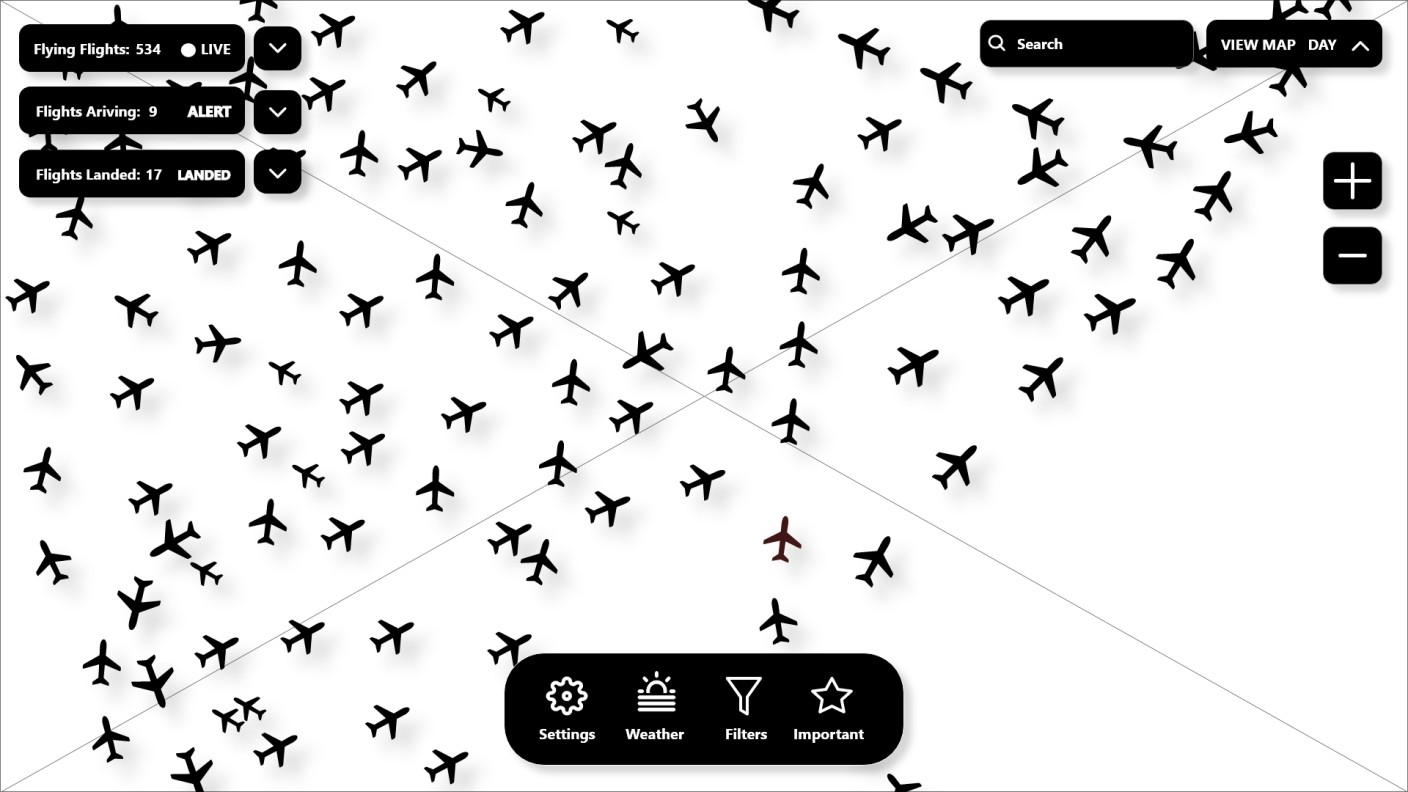 Flying Flights: 534 LIVE
Search
VIEW MAP DAY
Flights Ariving: 9 ALERT
Flights Landed: 17 LANDED
Settings
Weather
Filters
Important